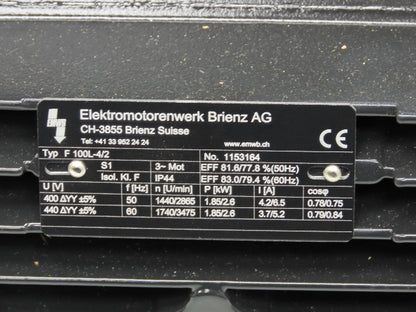 Elektromotorenwerk Brienz AG
CH-3855 Brienz Suisse
Tel: +41 33 952 24 24 www.emwb.ch
Typ F 100L-4/2 No. 1153164
S1 3~ Mot EFF 81.6/77.8 %(50Hz)
Isol. Kl. F IP44 EFF 83.0/79.4 %(60Hz)
U [V] f [Hz] n [U/min] P [kW] I [A] cosφ
400 ΔYY ±5% 50 1440/2865 1.85/2.6 4.2/6.5 0.78/0.75
440 ΔYY ±5% 60 1740/3475 1.85/2.6 3.7/5.2 0.79/0.84